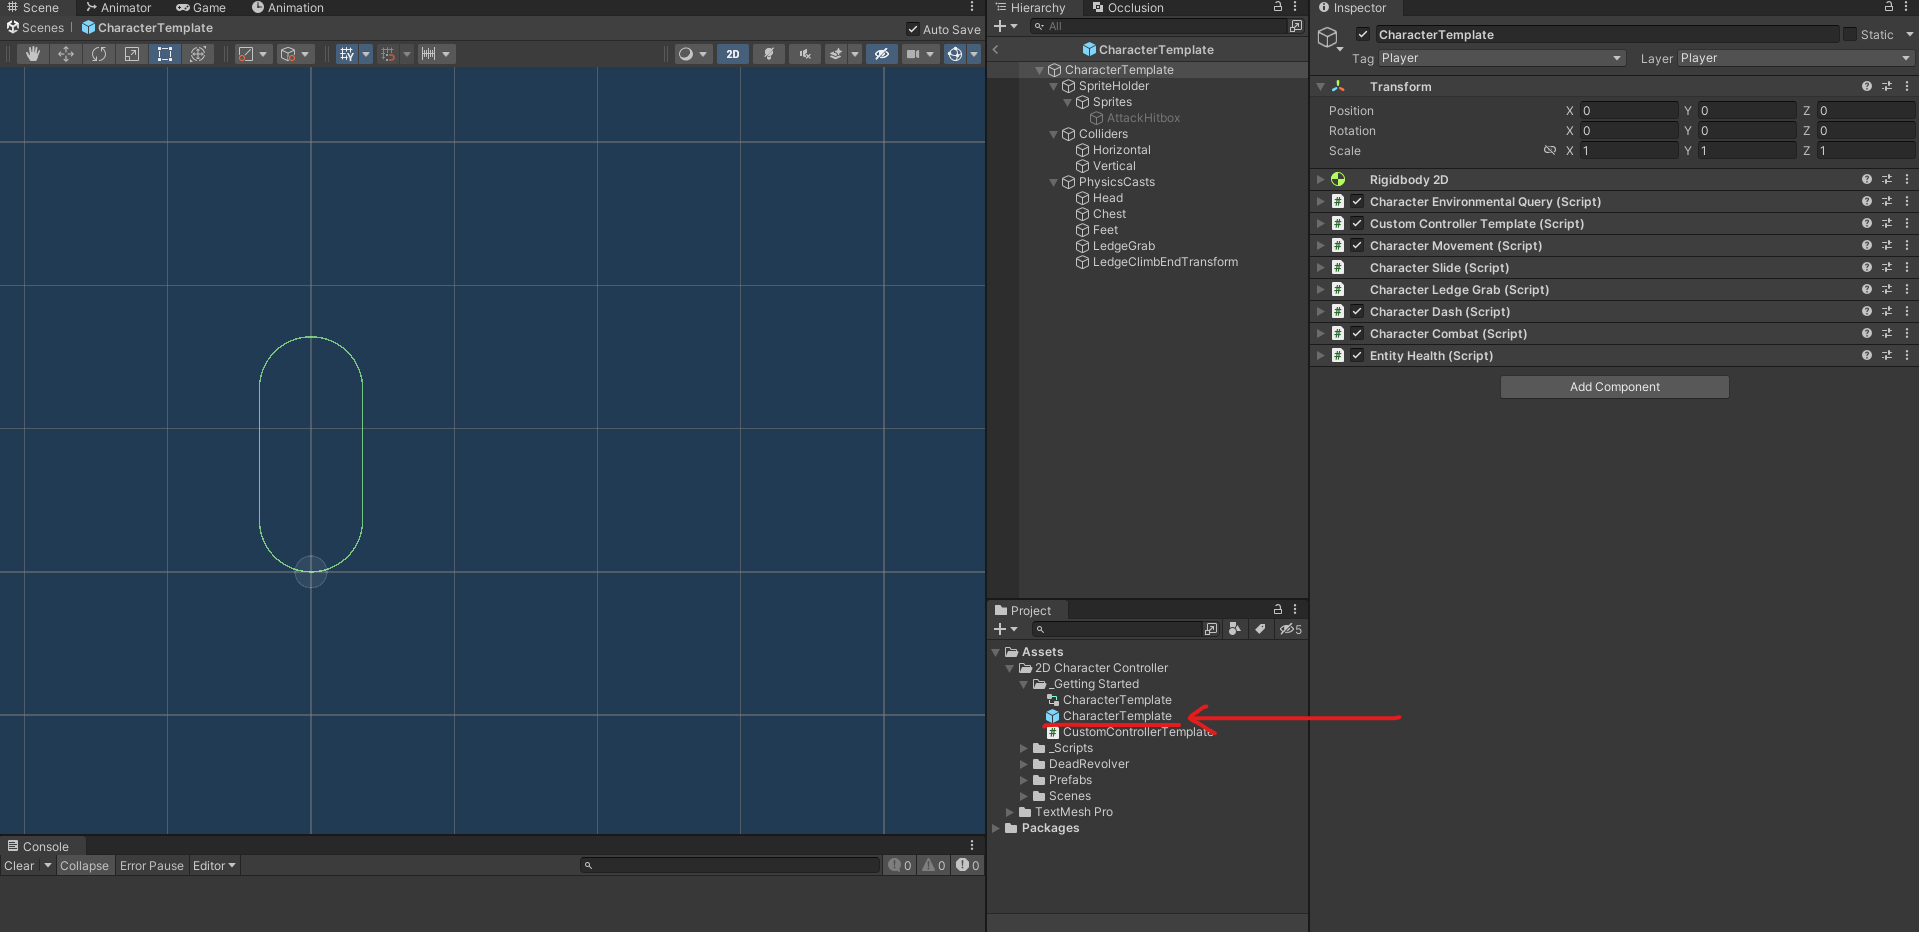 Scene Animator Game Animation
Scenes CharacterTemplate Auto Save
2D
Hierarchy Occlusion
All
CharacterTemplate
CharacterTemplate
SpriteHolder
Sprites
AttackHitbox
Colliders
Horizontal
Vertical
PhysicsCasts
Head
Chest
Feet
LedgeGrab
LedgeClimbEndTransform
Project
5
Assets
2D Character Controller
_Getting Started
CharacterTemplate
CharacterTemplate
CustomControllerTemplate
_Scripts
DeadRevolver
Prefabs
Scenes
TextMesh Pro
Packages
Console
Clear Collapse Error Pause Editor 0 0 0
Inspector
CharacterTemplate Static
Tag Player Layer Player
Transform
Position X 0 Y 0 Z 0
Rotation X 0 Y 0 Z 0
Scale X 1 Y 1 Z 1
Rigidbody 2D
# Character Environmental Query (Script)
# Custom Controller Template (Script)
# Character Movement (Script)
# Character Slide (Script)
# Character Ledge Grab (Script)
# Character Dash (Script)
# Character Combat (Script)
# Entity Health (Script)
Add Component